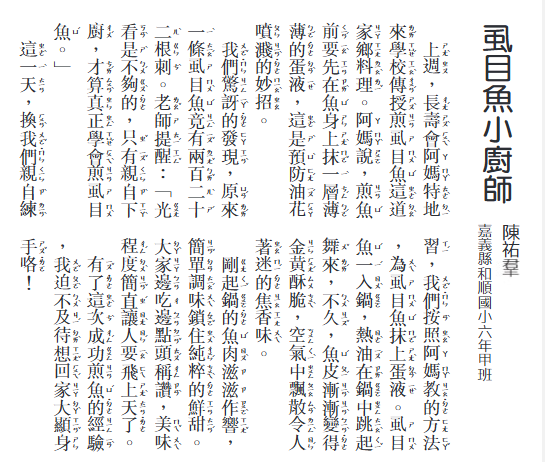 虱目魚小廚師
陳祐羣
嘉義縣和順國小六年甲班
上週，長壽會阿媽特地
來學校傳授煎虱目魚這道
家鄉料理。阿媽說，煎魚
前要先在魚身上抹一層薄
薄的蛋液，這是預防油花
噴濺的妙招。
我們驚訝的發現，原來
一條虱目魚竟有兩百二十
二根刺。老師提醒：「光
看是不夠的，只有親自下
廚，才算真正學會煎虱目
魚。」
這一天，換我們親自練
習，我們按照阿媽教的方法
，為虱目魚抹上蛋液。虱目
魚一入鍋，熱油在鍋中跳起
舞來，不久，魚皮漸漸變得
金黃酥脆，空氣中飄散令人
著迷的焦香味。
剛起鍋的魚肉滋滋作響，
簡單調味鎖住純粹的鮮甜。
大家邊吃邊點頭稱讚，美味
程度簡直讓人要飛上天了。
有了這次成功煎魚的經驗
，我迫不及待想回家大顯身
手咯！